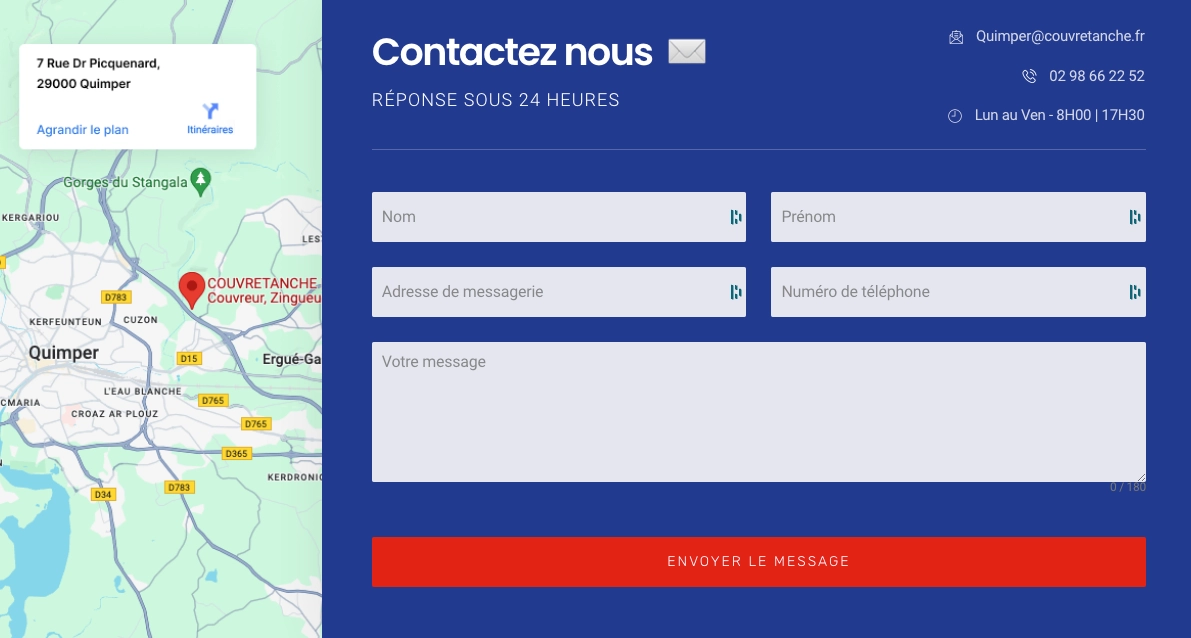 7 Rue Dr Picquenard,
29000 Quimper
Agrandir le plan
Itinéraires
Gorges du Stangala
KERGARIOU
LES
COUVRETANCHE
Couvreur, Zingueu
D783
KERFEUNTEUN
CUZON
Quimper
D15
Ergué-Ga
L'EAU BLANCHE
CMARIA
D765
CROAZ AR PLOUZ
D765
D365
KERDRONIC
D34
D783
Contactez nous
RÉPONSE SOUS 24 HEURES
Quimper@couvretanche.fr
02 98 66 22 52
Lun au Ven - 8H00 | 17H30
Nom
Prénom
Adresse de messagerie
Numéro de téléphone
Votre message
0 / 180
ENVOYER LE MESSAGE